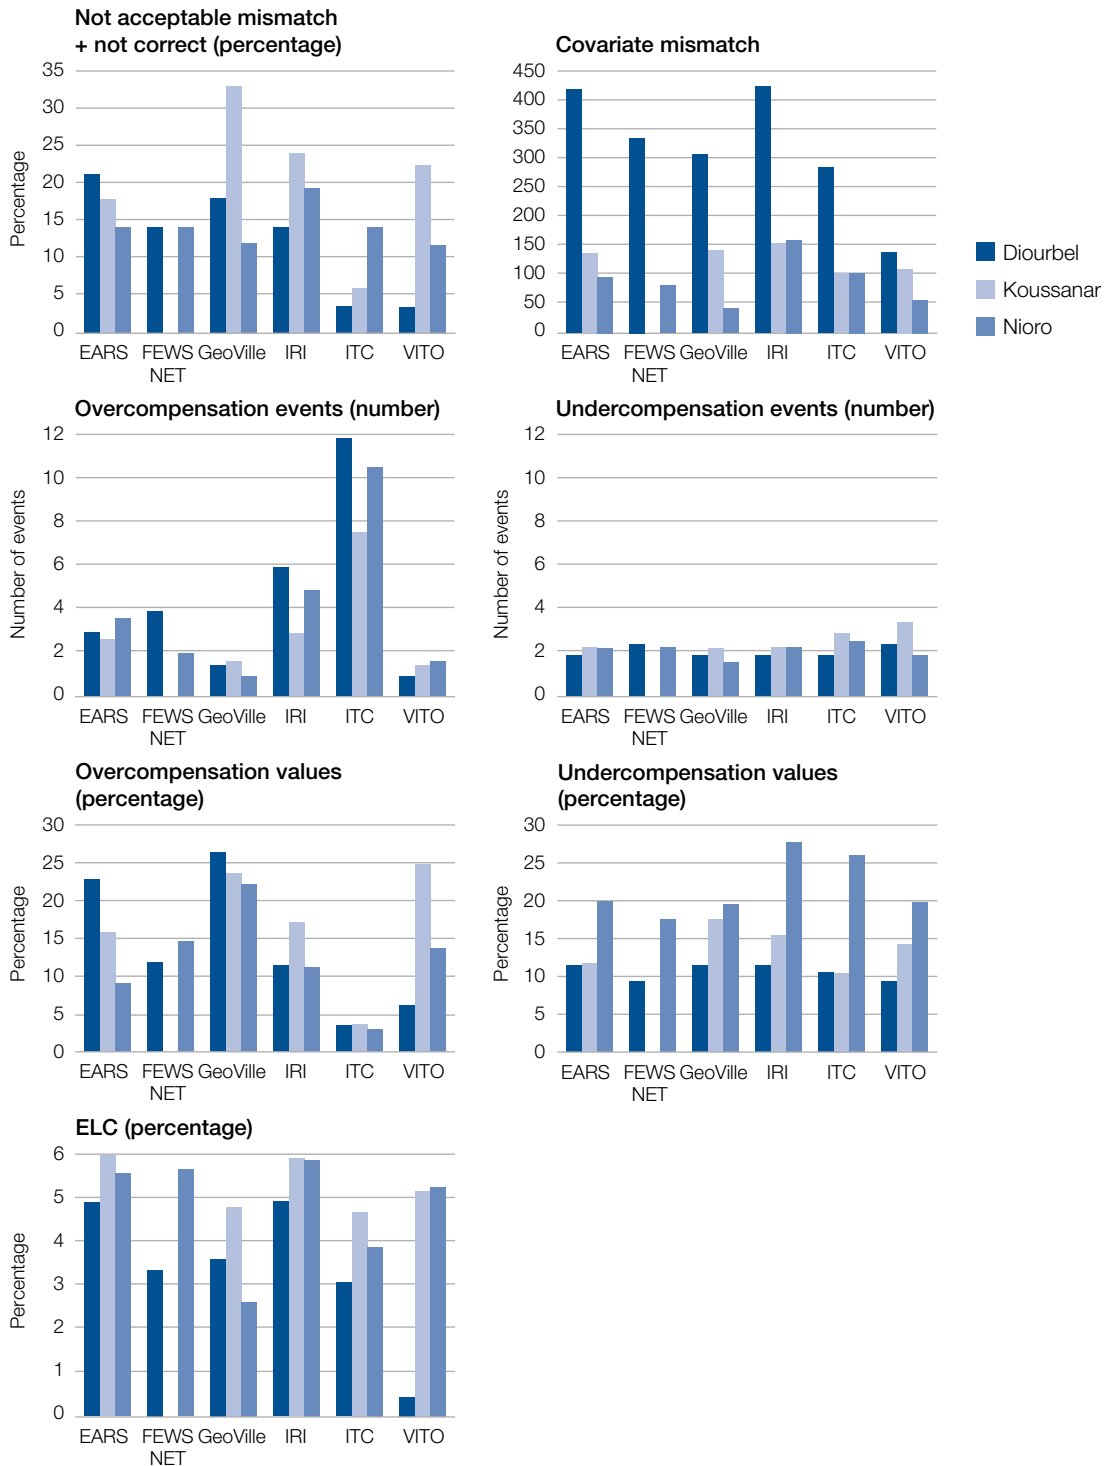 Not acceptable mismatch
+ not correct (percentage)
Percentage
35
30
25
20
15
10
5
0
EARS FEWS NET GeoVille IRI ITC VITO
Covariate mismatch
450
400
350
300
250
200
150
100
50
0
EARS FEWS NET GeoVille IRI ITC VITO
Diourbel
Koussanar
Nioro
Overcompensation events (number)
Number of events
12
10
8
6
4
2
0
EARS FEWS NET GeoVille IRI ITC VITO
Undercompensation events (number)
Number of events
12
10
8
6
4
2
0
EARS FEWS NET GeoVille IRI ITC VITO
Overcompensation values
(percentage)
Percentage
30
25
20
15
10
5
0
EARS FEWS NET GeoVille IRI ITC VITO
Undercompensation values
(percentage)
Percentage
30
25
20
15
10
5
0
EARS FEWS NET GeoVille IRI ITC VITO
ELC (percentage)
Percentage
6
5
4
3
2
1
0
EARS FEWS NET GeoVille IRI ITC VITO